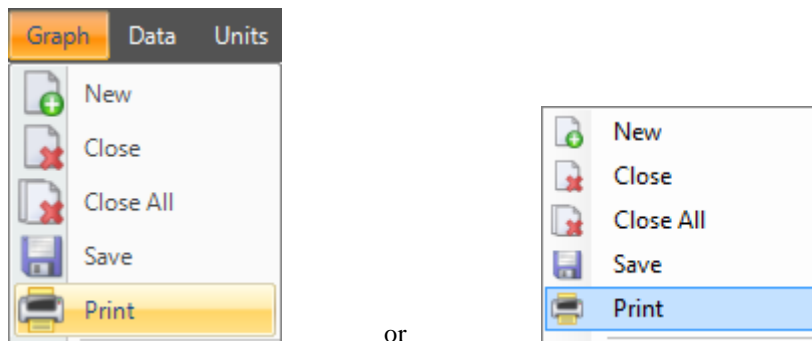 Graph Data Units
New
Close
Close All
Save
Print
or
New
Close
Close All
Save
Print